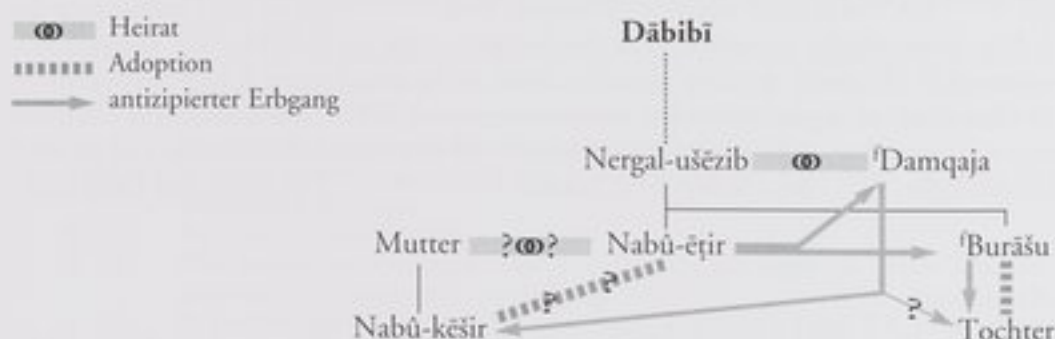 Heirat
Dābibī
Adoption
antizipierter Erbgang
Nergal-ušēzib ᶠDamqaja
Mutter ?? Nabû-ēṭir ᶠBurāšu
? ?
Nabû-kēšir ? Tochter